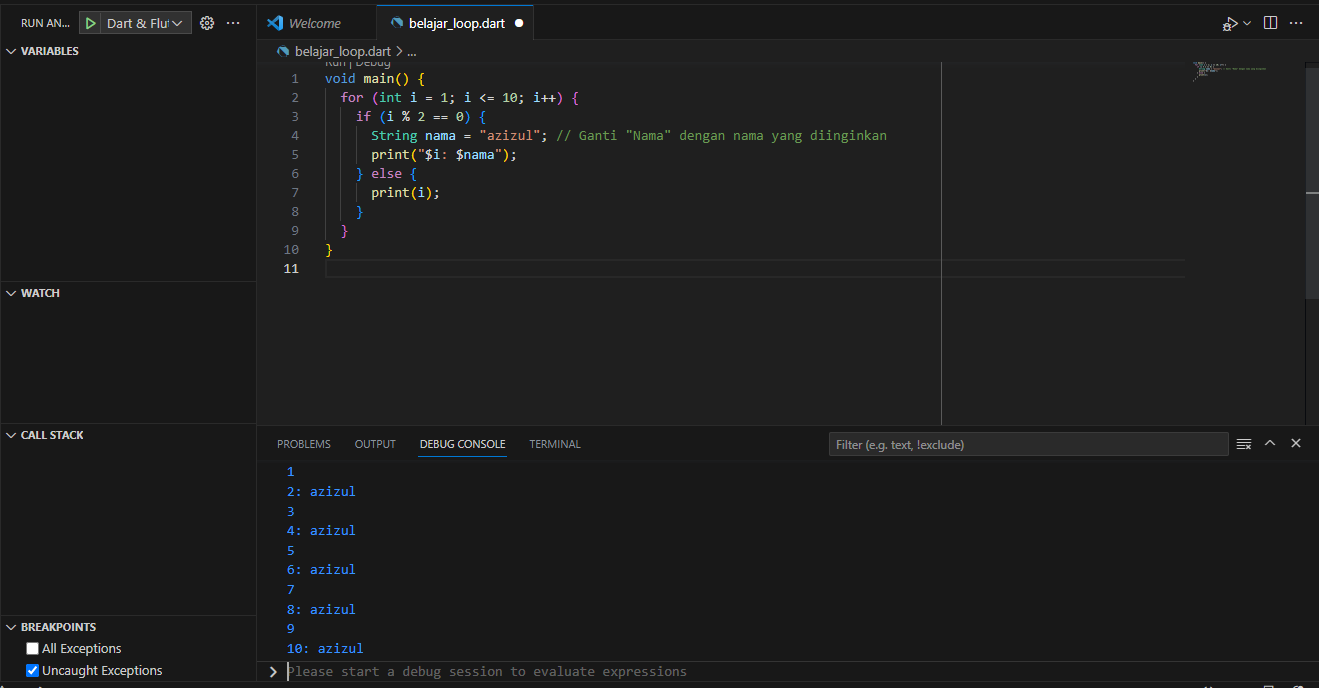 RUN AN... Dart & Flut
VARIABLES
WATCH
CALL STACK
BREAKPOINTS
All Exceptions
Uncaught Exceptions
Welcome belajar_loop.dart
belajar_loop.dart > ...
Run | Debug
1 void main() {
2 for (int i = 1; i <= 10; i++) {
3 if (i % 2 == 0) {
4 String nama = "azizul"; // Ganti "Nama" dengan nama yang diinginkan
5 print("$i: $nama");
6 } else {
7 print(i);
8 }
9 }
10 }
11
PROBLEMS OUTPUT DEBUG CONSOLE TERMINAL Filter (e.g. text, !exclude)
1
2: azizul
3
4: azizul
5
6: azizul
7
8: azizul
9
10: azizul
Please start a debug session to evaluate expressions